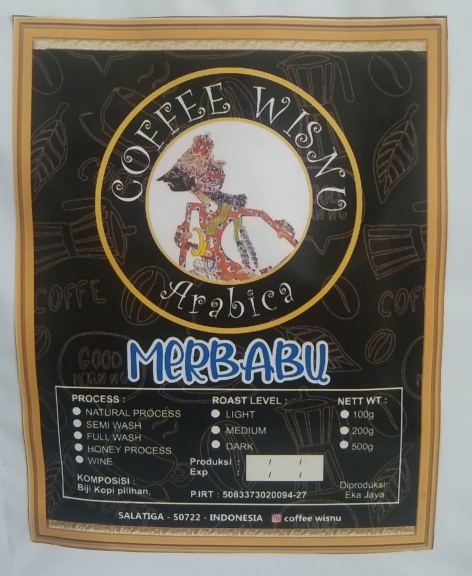 COFFEE WISNU
Arabica
COFFE
GOOD
MERBABU
PROCESS :
NATURAL PROCESS
SEMI WASH
FULL WASH
HONEY PROCESS
WINE
KOMPOSISI :
Biji Kopi pilihan,
ROAST LEVEL :
LIGHT
MEDIUM
DARK
Produksi : / /
Exp / /
P.IRT : 5083373020094-27
NETT WT :
100g
200g
500g
Diproduksi:
Eka Jaya
SALATIGA - 50722 - INDONESIA coffee wisnu